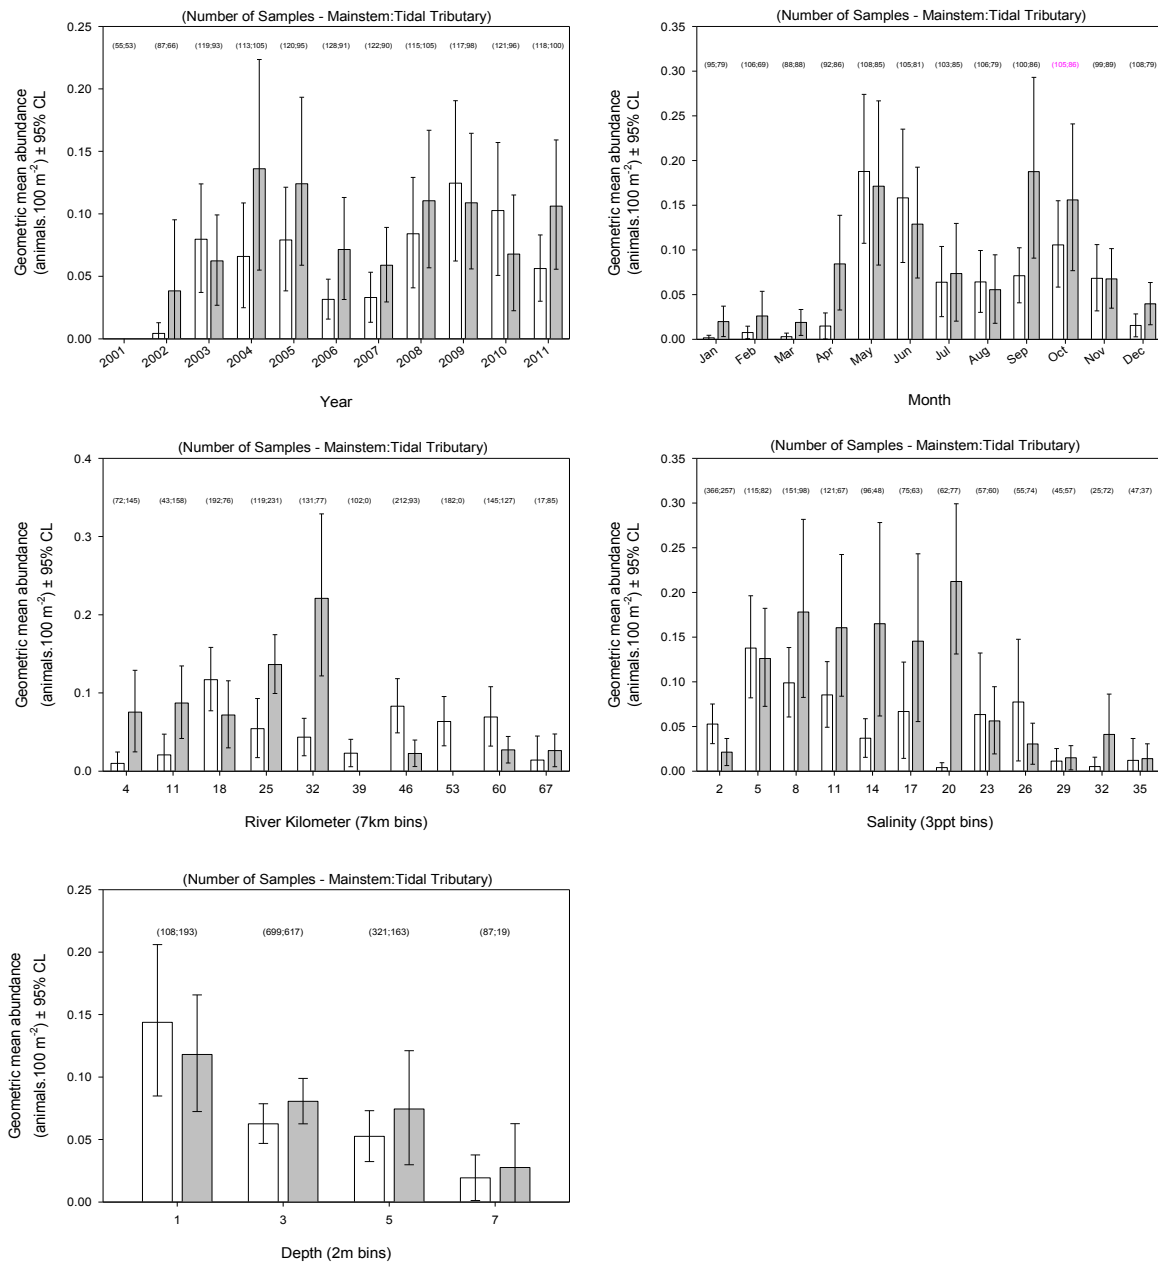 (Number of Samples - Mainstem:Tidal Tributary)
0.25
0.20
0.15
0.10
0.05
0.00
Geometric mean abundance
(animals.100 m⁻²) ± 95% CL
(55;53) (87;66) (119;93) (113;105) (120;95) (128;91) (122;90) (115;105) (117;98) (121;96) (118;100)
2001 2002 2003 2004 2005 2006 2007 2008 2009 2010 2011
Year
(Number of Samples - Mainstem:Tidal Tributary)
0.35
0.30
0.25
0.20
0.15
0.10
0.05
0.00
Geometric mean abundance
(animals.100 m⁻²) ± 95% CL
(95;79) (106;69) (88;88) (92;86) (108;85) (105;81) (103;85) (106;79) (100;86) (105;86) (99;89) (108;79)
Jan Feb Mar Apr May Jun Jul Aug Sep Oct Nov Dec
Month
(Number of Samples - Mainstem:Tidal Tributary)
0.4
0.3
0.2
0.1
0.0
Geometric mean abundance
(animals.100 m⁻²) ± 95% CL
(72;145) (43;158) (192;76) (119;231) (131;77) (102;0) (212;93) (182;0) (145;127) (17;85)
4 11 18 25 32 39 46 53 60 67
River Kilometer (7km bins)
(Number of Samples - Mainstem:Tidal Tributary)
0.35
0.30
0.25
0.20
0.15
0.10
0.05
0.00
Geometric mean abundance
(animals.100 m⁻²) ± 95% CL
(366;257) (115;82) (151;98) (121;67) (96;48) (75;63) (62;77) (57;60) (55;74) (45;57) (25;72) (47;37)
2 5 8 11 14 17 20 23 26 29 32 35
Salinity (3ppt bins)
(Number of Samples - Mainstem:Tidal Tributary)
0.25
0.20
0.15
0.10
0.05
0.00
Geometric mean abundance
(animals.100 m⁻²) ± 95% CL
(108;193) (699;617) (321;163) (87;19)
1 3 5 7
Depth (2m bins)